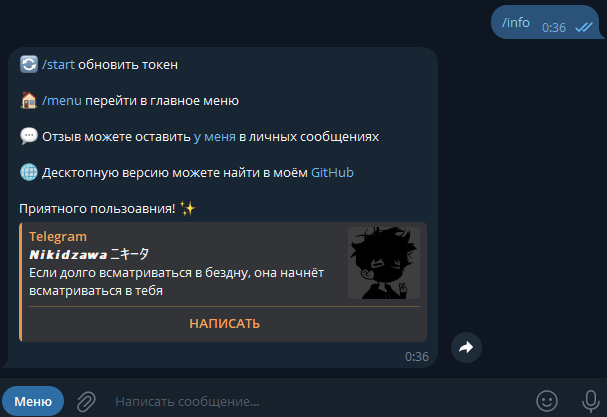 /info 0:36
/start обновить токен
/menu перейти в главное меню
Отзыв можете оставить у меня в личных сообщениях
Десктопную версию можете найти в моём GitHub
Приятного пользоавния!
Telegram
Nikidzawa ニキータ
Если долго всматриваться в бездну, она начнёт
всматриваться в тебя
НАПИСАТЬ
0:36
Меню Написать сообщение...